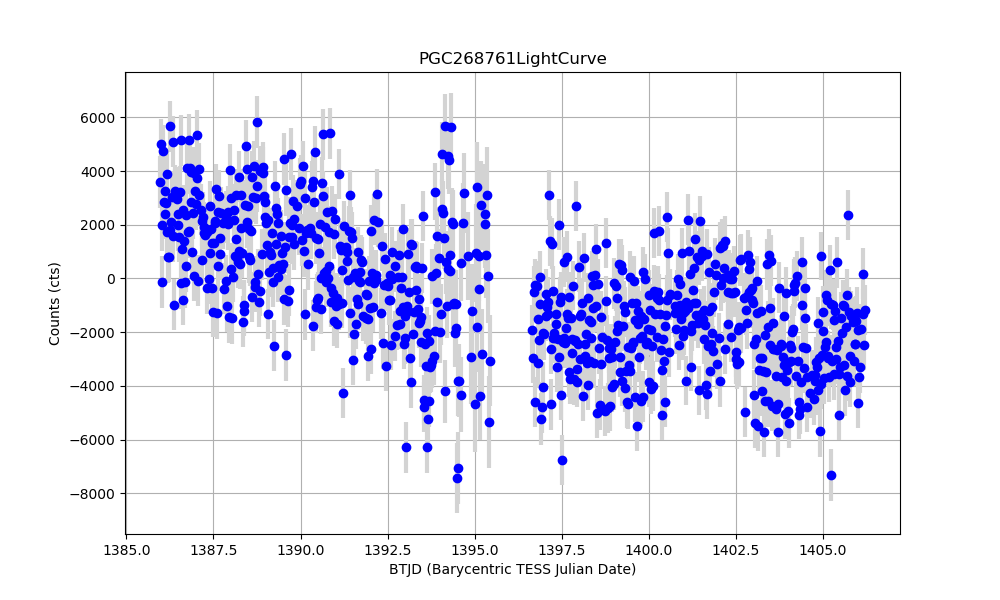 PGC268761LightCurve
Counts (cts)
6000
4000
2000
0
−2000
−4000
−6000
−8000
1385.0 1387.5 1390.0 1392.5 1395.0 1397.5 1400.0 1402.5 1405.0
BTJD (Barycentric TESS Julian Date)